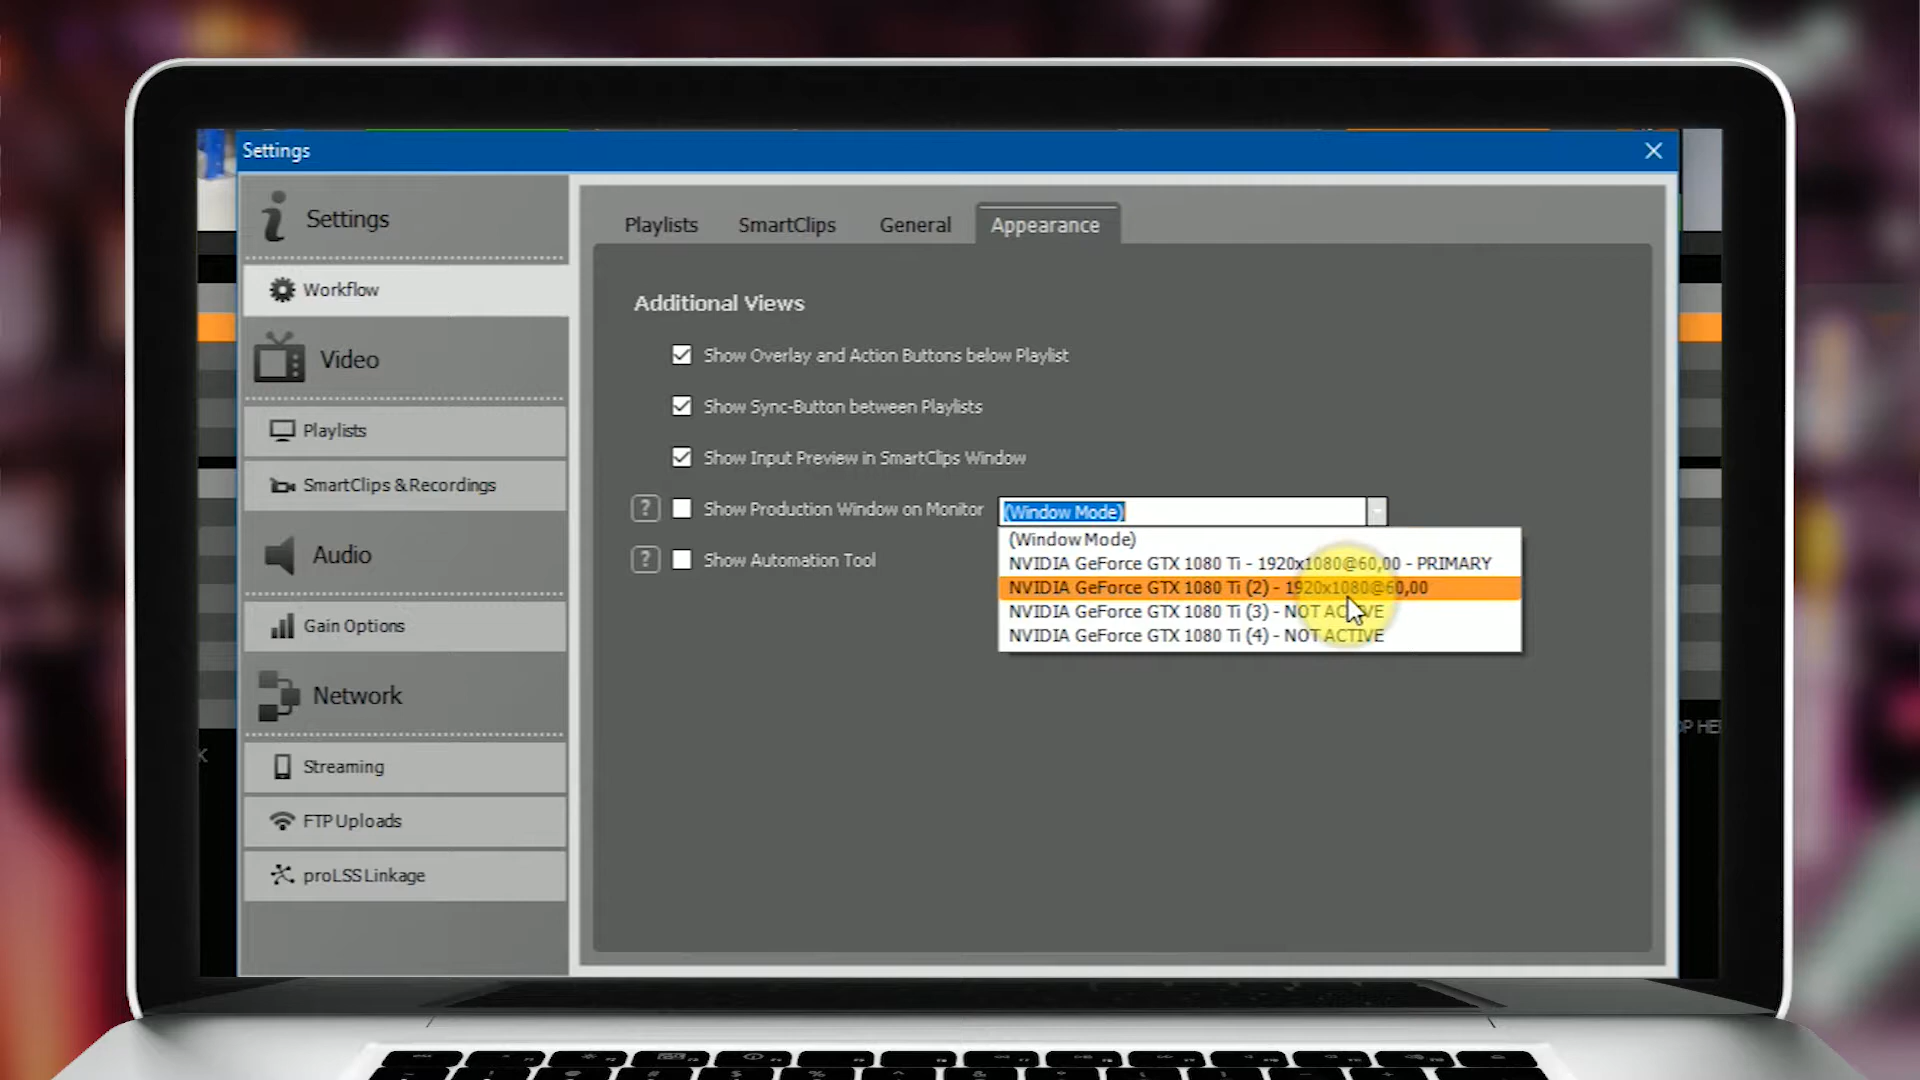 Settings
Settings
Workflow
Video
Playlists
SmartClips & Recordings
Audio
Gain Options
Network
Streaming
FTP Uploads
proLSS Linkage
Playlists
SmartClips
General
Appearance
Additional Views
Show Overlay and Action Buttons below Playlist
Show Sync-Button between Playlists
Show Input Preview in SmartClips Window
? Show Production Window on Monitor
(Window Mode)
(Window Mode)
NVIDIA GeForce GTX 1080 Ti - 1920x1080@60,00 - PRIMARY
NVIDIA GeForce GTX 1080 Ti (2) - 1920x1080@60,00
NVIDIA GeForce GTX 1080 Ti (3) - NOT ACTIVE
NVIDIA GeForce GTX 1080 Ti (4) - NOT ACTIVE
? Show Automation Tool